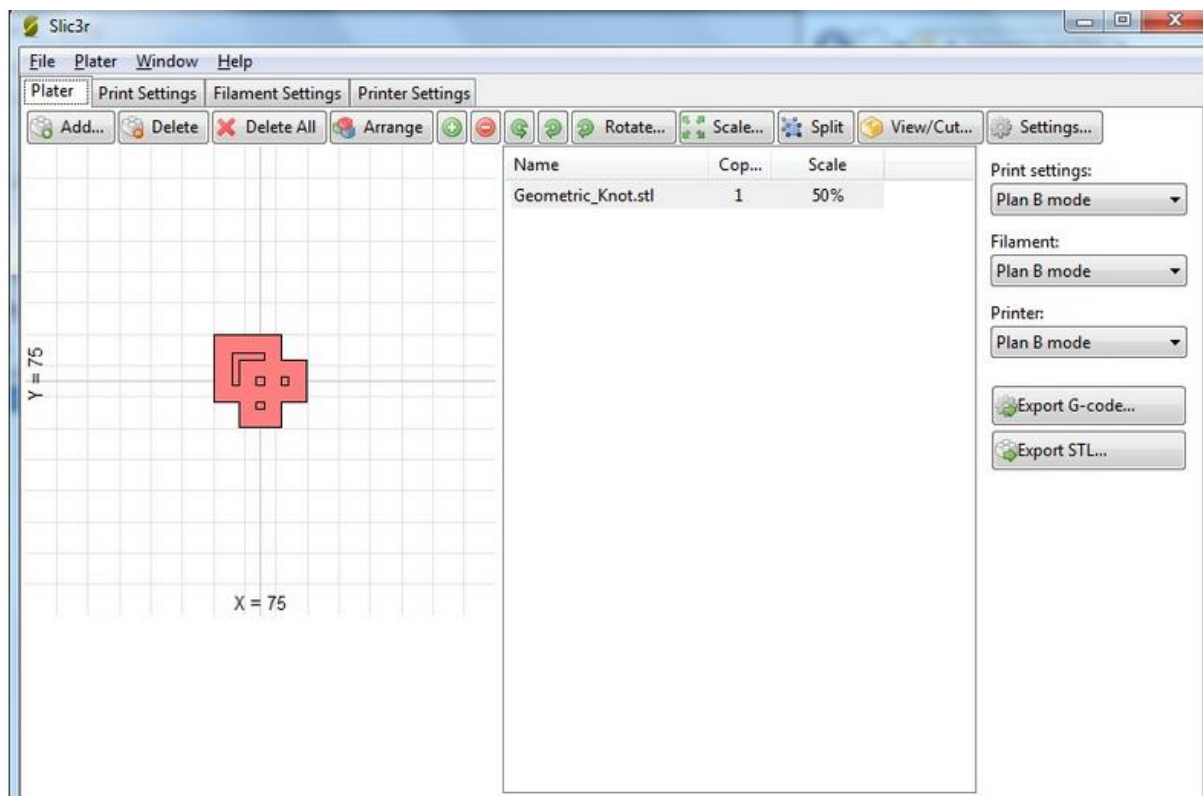 Slic3r
File Plater Window Help
Plater Print Settings Filament Settings Printer Settings
Add... Delete Delete All Arrange Rotate... Scale... Split View/Cut... Settings...
Name Cop... Scale
Geometric_Knot.stl 1 50%
Print settings:
Plan B mode
Filament:
Plan B mode
Printer:
Plan B mode
Export G-code...
Export STL...
Y = 75
X = 75